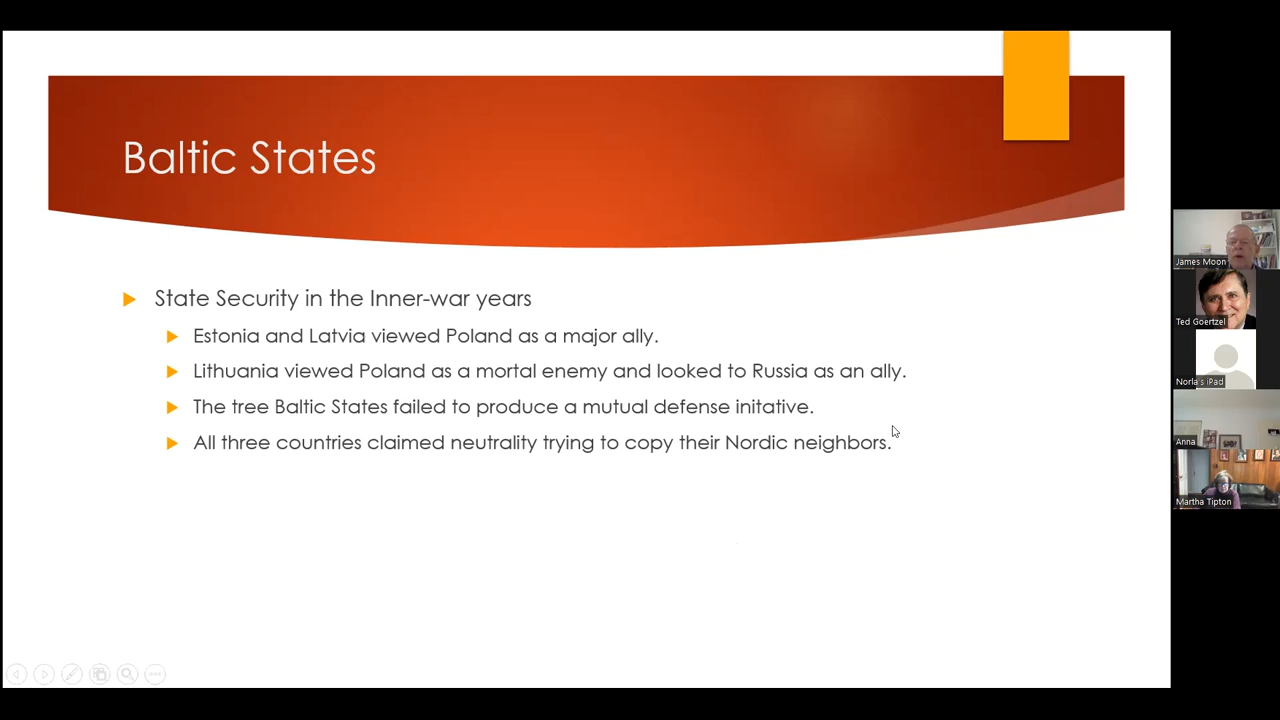 Baltic States
State Security in the Inner-war years
Estonia and Latvia viewed Poland as a major ally.
Lithuania viewed Poland as a mortal enemy and looked to Russia as an ally.
The tree Baltic States failed to produce a mutual defense initative.
All three countries claimed neutrality trying to copy their Nordic neighbors.
James Moon
Ted Goertzel
Norla's iPad
Anna
Martha Tipton